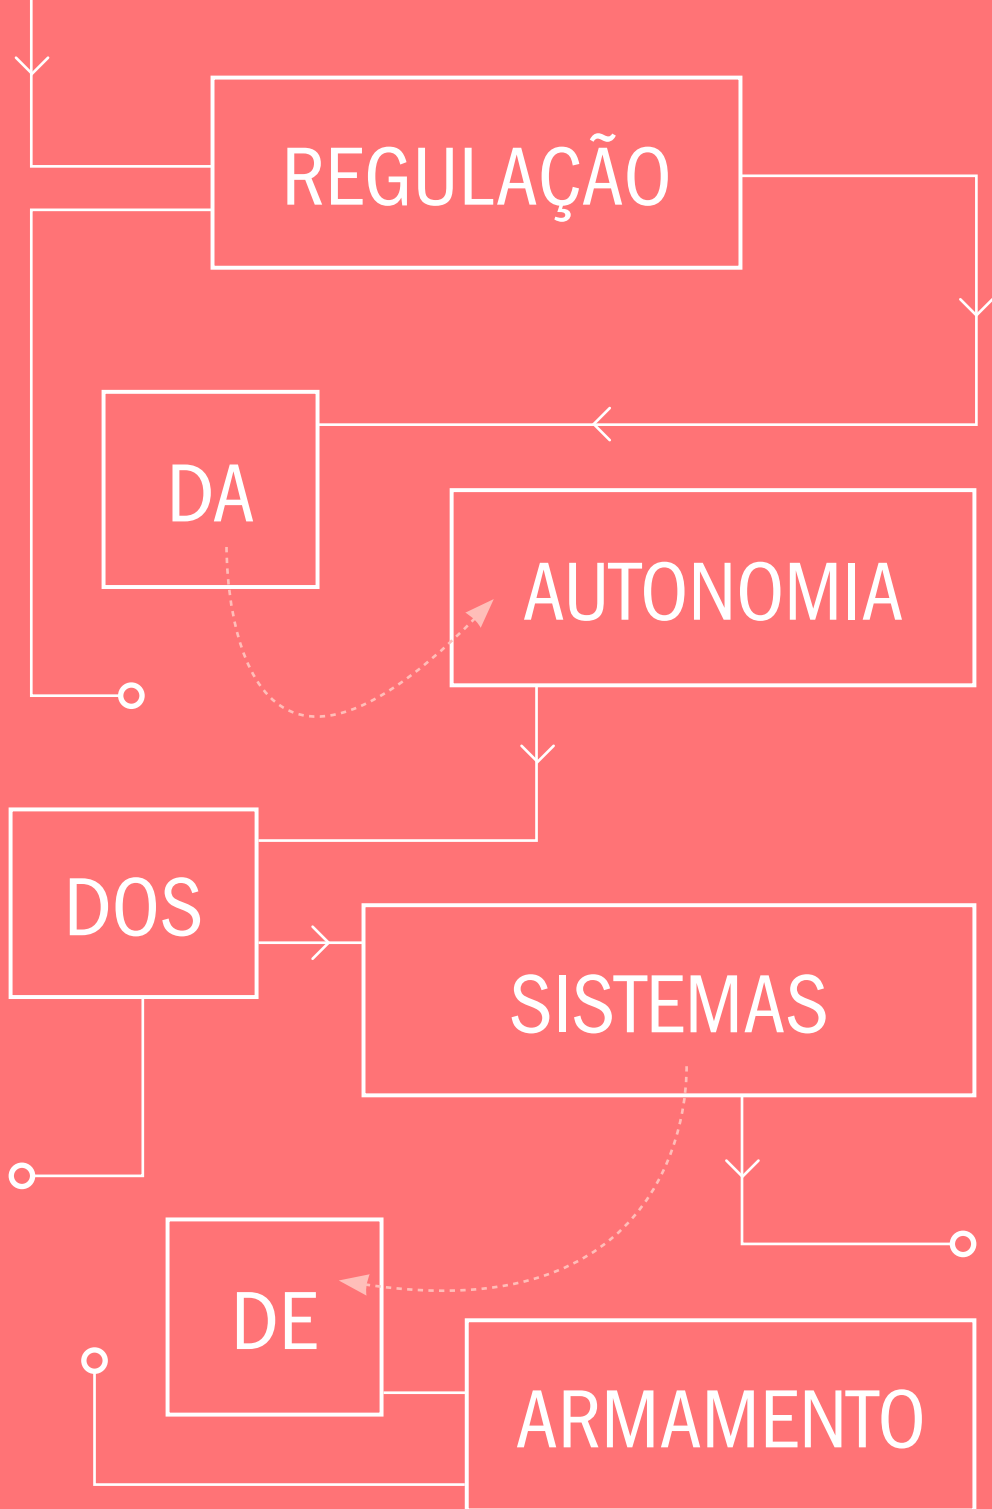 REGULAÇÃO
DA
AUTONOMIA
DOS
SISTEMAS
DE
ARMAMENTO